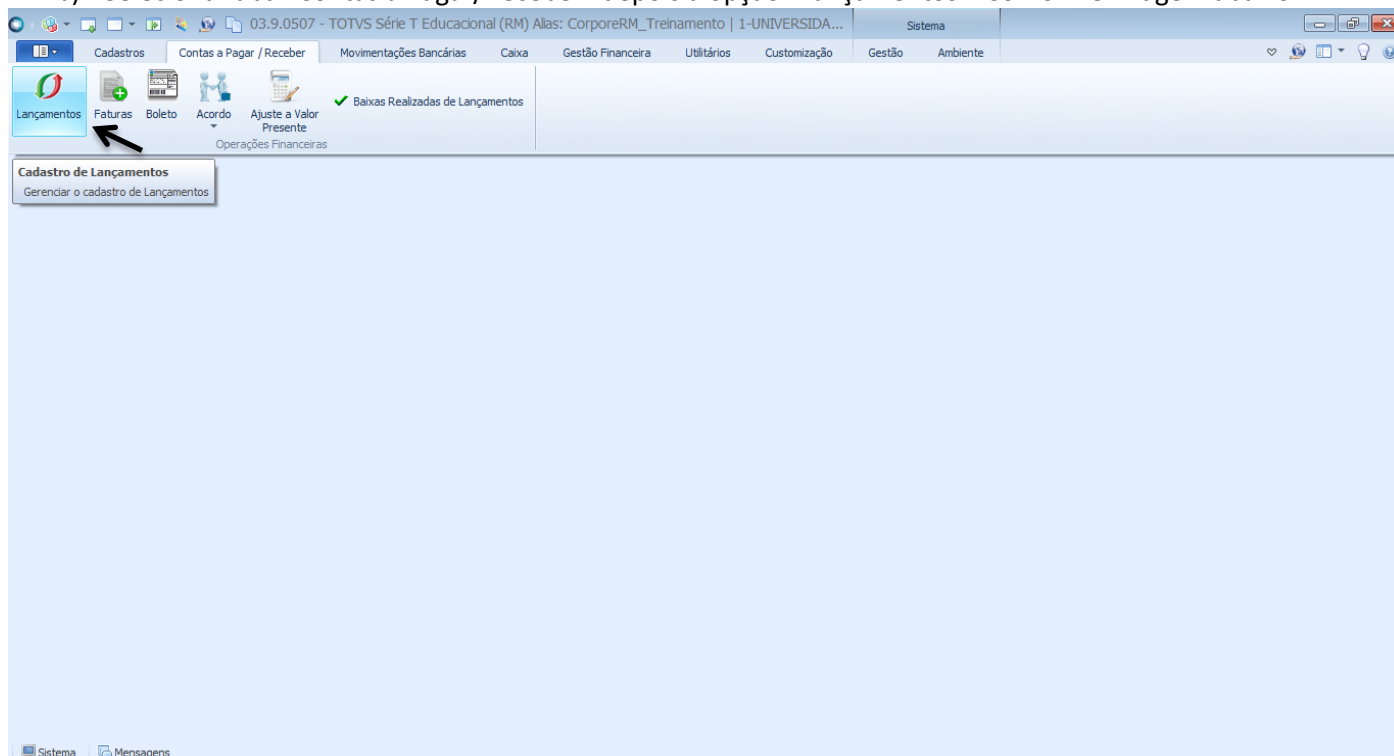 03.9.0507 - TOTVS Série T Educacional (RM) Alias: CorporeRM_Treinamento | 1-UNIVERSIDA...
Sistema
Cadastros Contas a Pagar / Receber Movimentações Bancárias Caixa Gestão Financeira Utilitários Customização Gestão Ambiente
Lançamentos Faturas Boleto Acordo Ajuste a Valor Presente
Baixas Realizadas de Lançamentos
Operações Financeiras
Cadastro de Lançamentos
Gerenciar o cadastro de Lançamentos
Sistema Mensagens